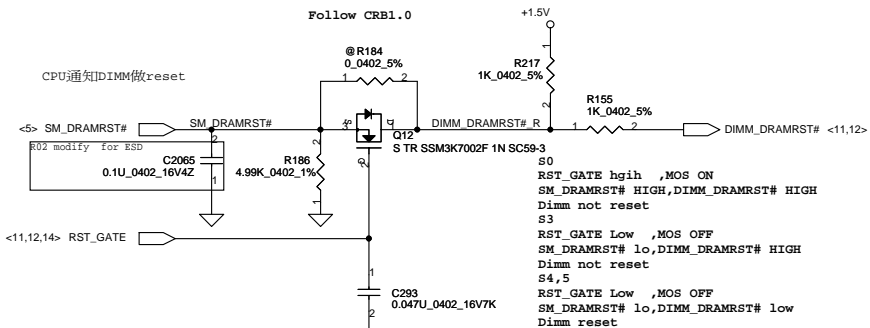 Follow CRB1.0
+1.5V
@R184
0_0402_5%
1
2
1
R217
1K_0402_5%
2
CPU通知DIMM做reset
R155
1K_0402_5%
<5> SM_DRAMRST#
SM_DRAMRST#
3
S
D
1
DIMM_DRAMRST#_R
1
2
DIMM_DRAMRST# <11,12>
Q12
S TR SSM3K7002F 1N SC59-3
R02 modify for ESD
2
C2065
0.1U_0402_16V4Z
1
2
R186
4.99K_0402_1%
1
G
2
S0
RST_GATE hgih ,MOS ON
SM_DRAMRST# HIGH,DIMM_DRAMRST# HIGH
Dimm not reset
S3
RST_GATE Low ,MOS OFF
SM_DRAMRST# lo,DIMM_DRAMRST# HIGH
Dimm not reset
S4,5
RST_GATE Low ,MOS OFF
SM_DRAMRST# lo,DIMM_DRAMRST# low
Dimm reset
<11,12,14> RST_GATE
1
C293
0.047U_0402_16V7K
2